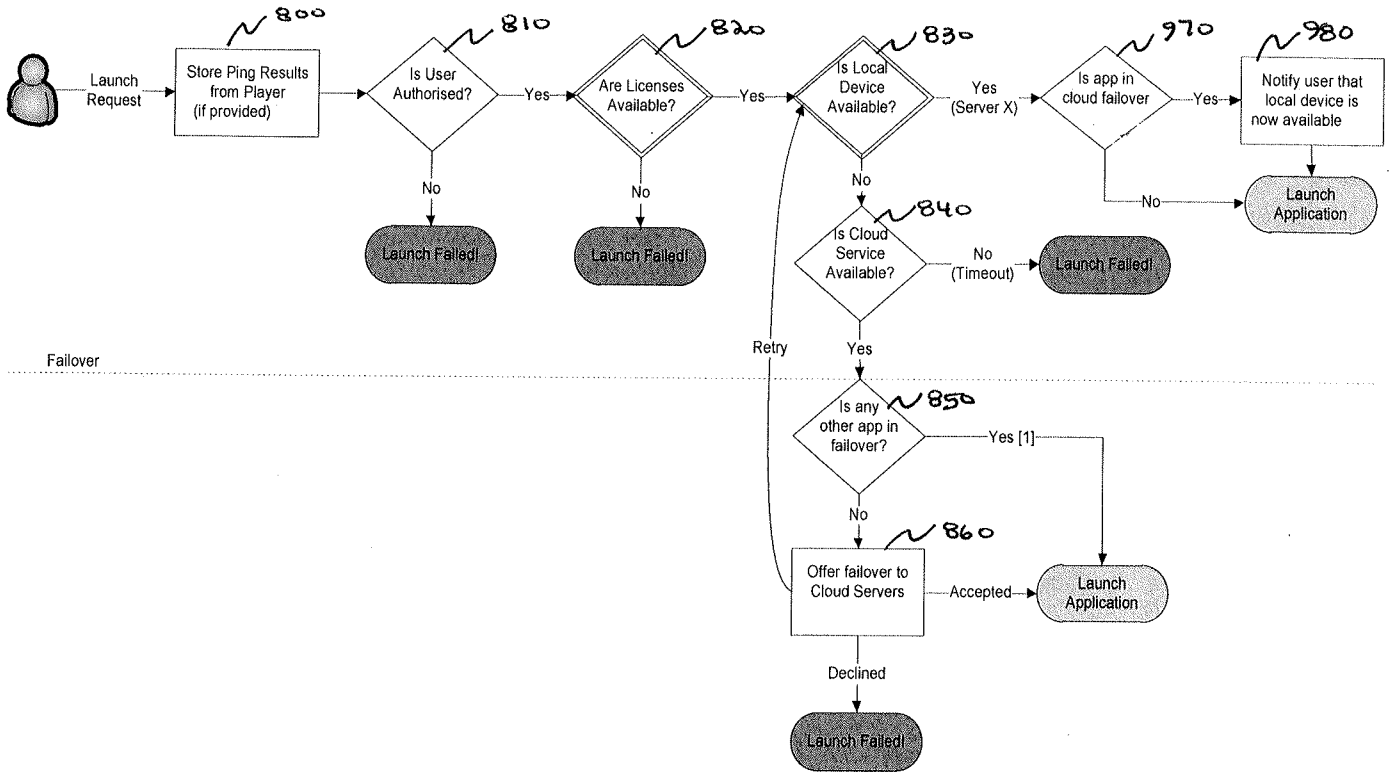 800
810
820
830
970
980
Launch
Request
Store Ping Results
from Player
(if provided)
Is User
Authorised?
Yes
Are Licenses
Available?
Yes
Is Local
Device
Available?
Yes
(Server X)
Is app in
cloud failover
Yes
Notify user that
local device is
now available
No
Launch Failed!
No
Launch Failed!
No
No
Launch
Application
840
Is Cloud
Service
Available?
No
(Timeout)
Launch Failed!
Retry
Yes
Failover
850
Is any
other app in
failover?
Yes [1]
No
860
Offer failover to
Cloud Servers
Accepted
Launch
Application
Declined
Launch Failed!